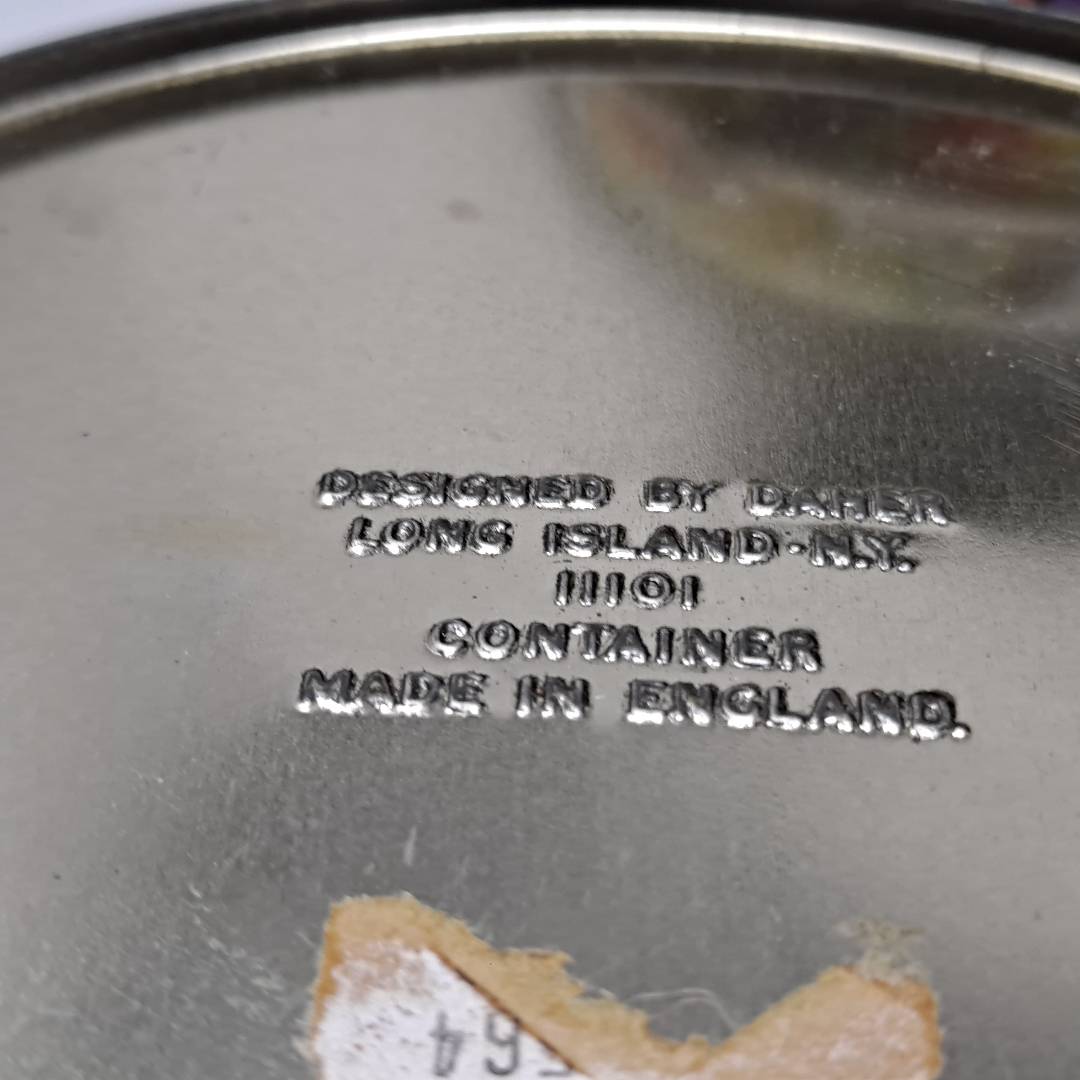 DESIGNED BY DAHER
LONG ISLAND-N.Y.
11101
CONTAINER
MADE IN ENGLAND.